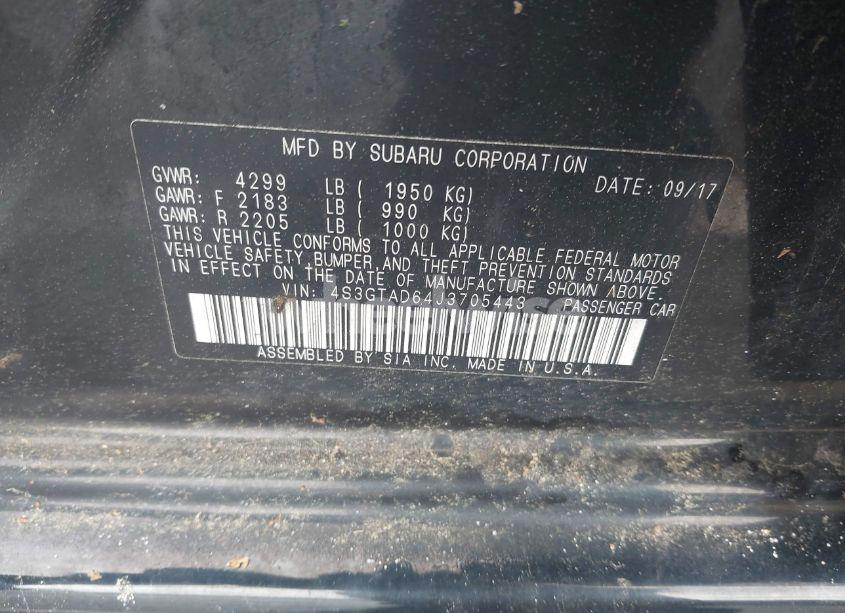 MFD BY SUBARU CORPORATION
GVWR: 4299 LB ( 1950 KG) DATE: 09/17
GAWR: F 2183 LB ( 990 KG)
GAWR: R 2205 LB ( 1000 KG)
THIS VEHICLE CONFORMS TO ALL APPLICABLE FEDERAL MOTOR
VEHICLE SAFETY, BUMPER, AND THEFT PREVENTION STANDARDS
IN EFFECT ON THE DATE OF MANUFACTURE SHOWN ABOVE.
VIN: 4S3GTAD64J3705443 PASSENGER CAR
ASSEMBLED BY SIA INC. MADE IN U.S.A.